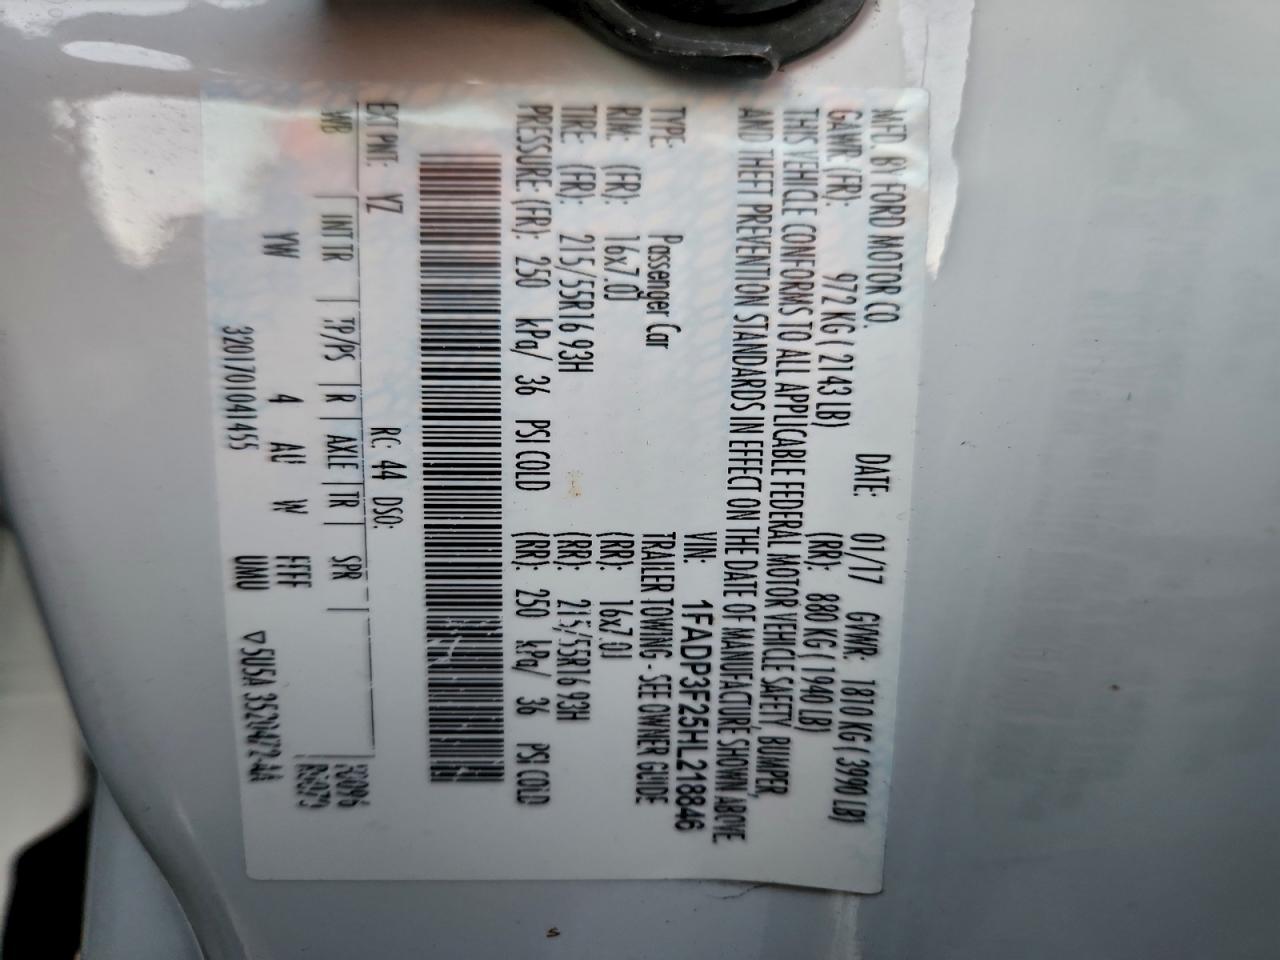 MFD. BY FORD MOTOR CO.
DATE: 01/17 GVWR: 1810 KG ( 3990 LB)
GAWR: (FR): 972 KG ( 2143 LB) (RR): 880 KG ( 1940 LB)
THIS VEHICLE CONFORMS TO ALL APPLICABLE FEDERAL MOTOR VEHICLE SAFETY, BUMPER,
AND THEFT PREVENTION STANDARDS IN EFFECT ON THE DATE OF MANUFACTURE SHOWN ABOVE
VIN: 1FADP3F25HL218846
TYPE: Passenger Car TRAILER TOWING - SEE OWNER GUIDE
RIM: (FR): 16x7.0J (RR): 16x7.0J
TIRE: (FR): 215/55R16 93H (RR): 215/55R16 93H
PRESSURE: (FR): 250 kPa/ 36 PSI COLD (RR): 250 kPa/ 36 PSI COLD
EXT PNT: YZ RC: 44 DSO:
WB INT TR TP/PS R AXLE TR SPR
YW 4 AU W FFFF
3201701041455 UMU ▽5U5A 3520472-AA